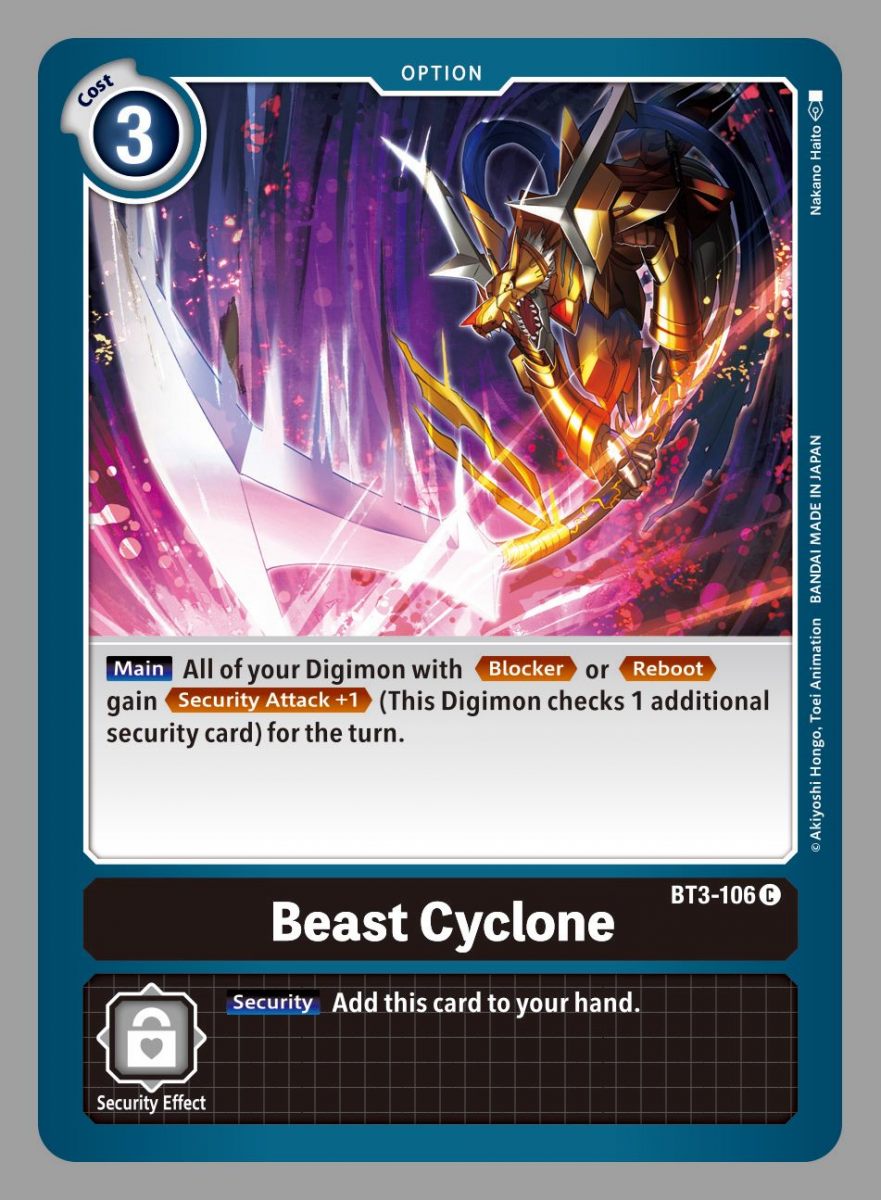 OPTION
Cost
3
Nakano Haito
Main All of your Digimon with Blocker or Reboot
gain Security Attack +1 (This Digimon checks 1 additional
security card) for the turn.
© Akiyoshi Hongo, Toei Animation BANDAI MADE IN JAPAN
BT3-106 C
Beast Cyclone
Security Add this card to your hand.
Security Effect